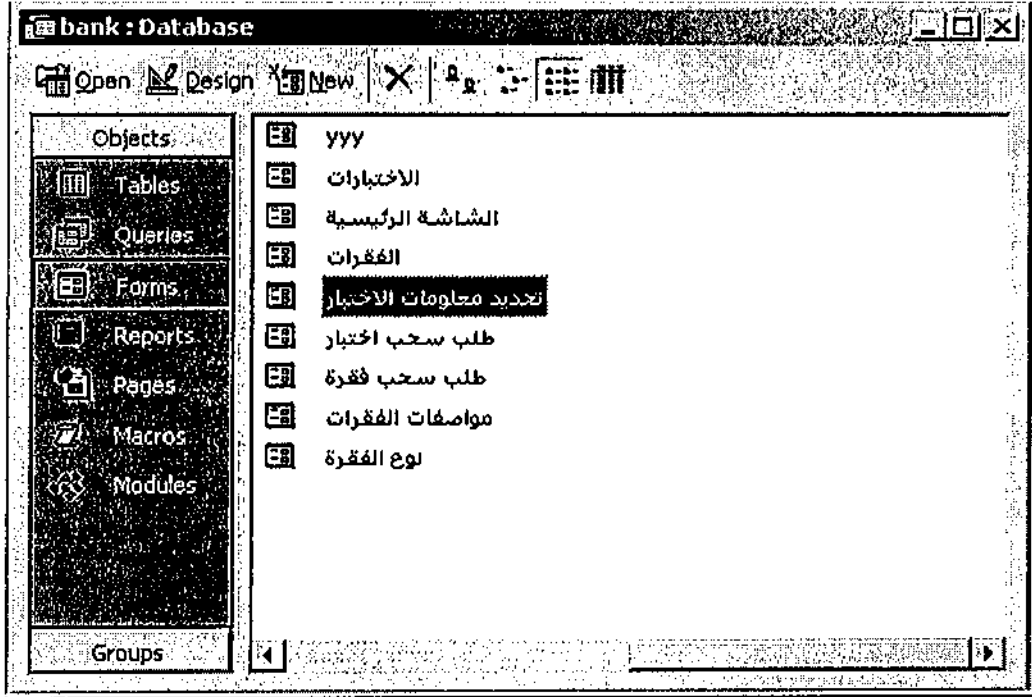 bank : Database
Open Design New
Objects
Tables
Queries
Forms
Reports
Pages
Macros
Modules
Groups
yyy
الاختبارات
الشاشة الرئيسية
الفقرات
تحديد معلومات الاختبار
طلب سحب اختبار
طلب سحب فقرة
مواصفات الفقرات
نوع الفقرة